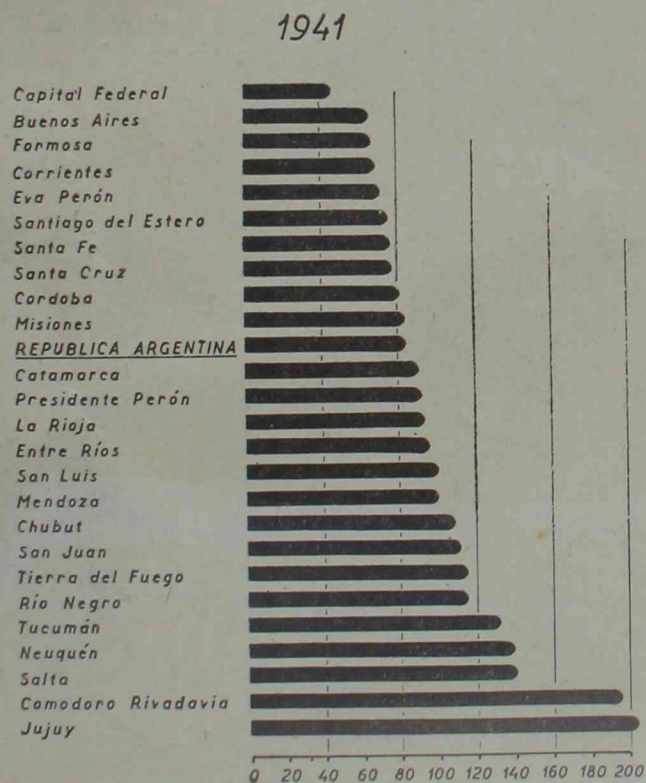 1941
Capital Federal
Buenos Aires
Formosa
Corrientes
Eva Perón
Santiago del Estero
Santa Fe
Santa Cruz
Cordoba
Misiones
REPUBLICA ARGENTINA
Catamarca
Presidente Perón
La Rioja
Entre Ríos
San Luis
Mendoza
Chubut
San Juan
Tierra del Fuego
Río Negro
Tucumán
Neuquén
Salta
Comodoro Rivadavia
Jujuy
0 20 40 60 80 100 120 140 160 180 200